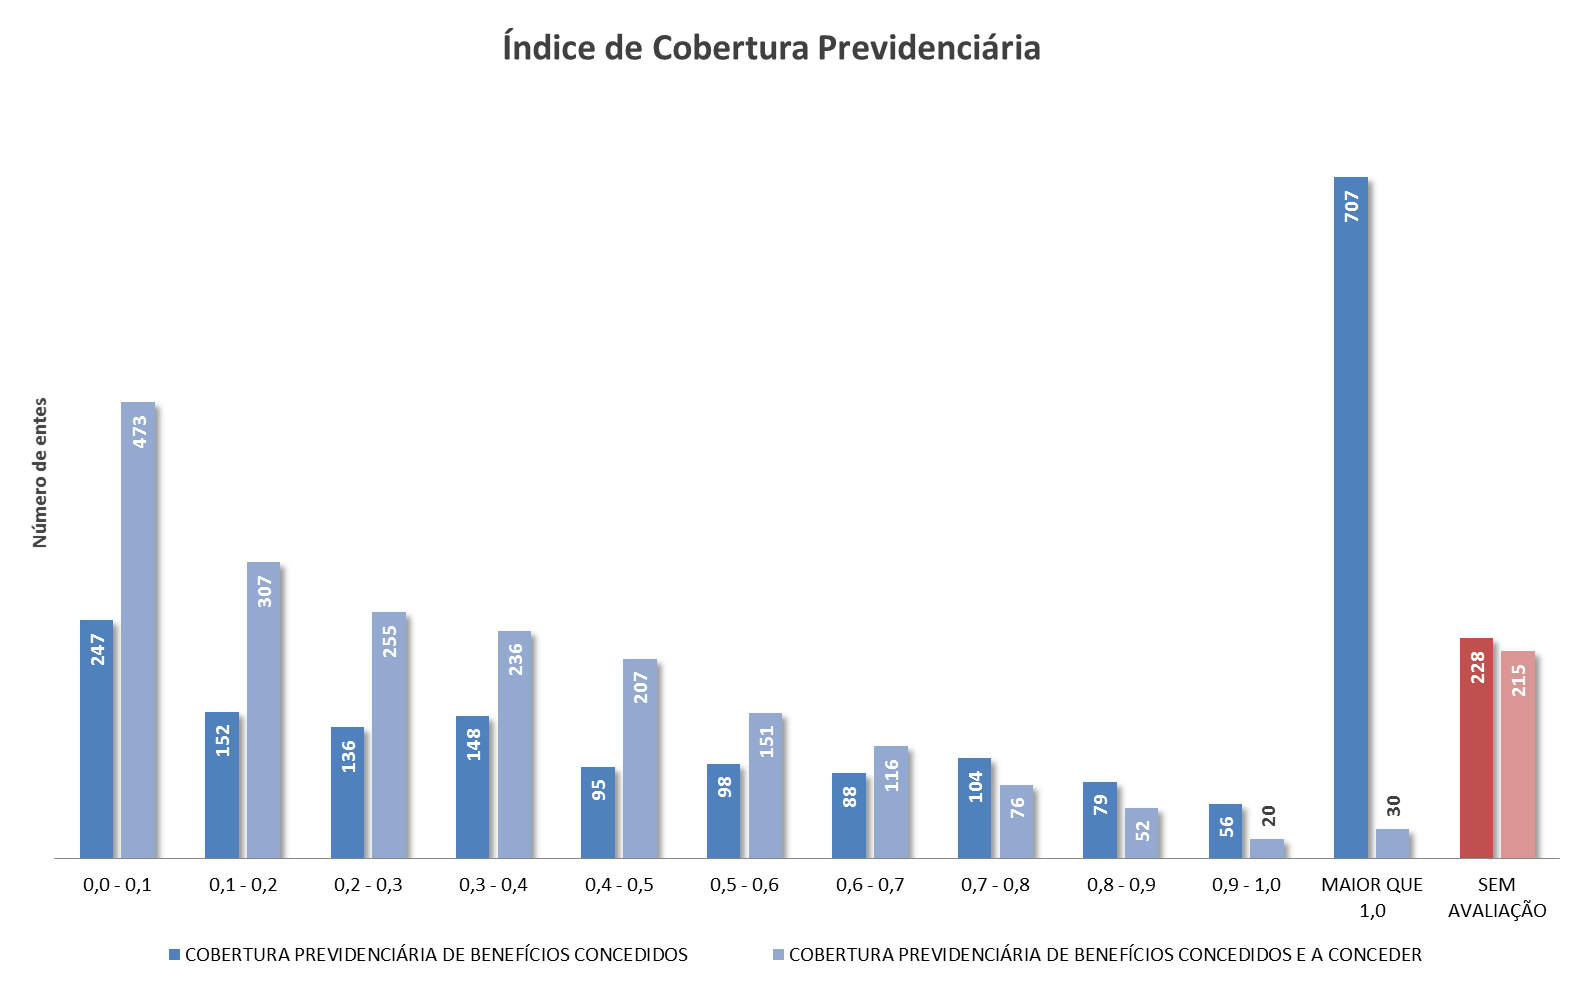 Índice de Cobertura Previdenciária
Número de entes
247
473
152
307
136
255
148
236
95
207
98
151
88
116
104
76
79
52
56
20
707
30
228
215
0,0 - 0,1
0,1 - 0,2
0,2 - 0,3
0,3 - 0,4
0,4 - 0,5
0,5 - 0,6
0,6 - 0,7
0,7 - 0,8
0,8 - 0,9
0,9 - 1,0
MAIOR QUE
1,0
SEM
AVALIAÇÃO
COBERTURA PREVIDENCIÁRIA DE BENEFÍCIOS CONCEDIDOS
COBERTURA PREVIDENCIÁRIA DE BENEFÍCIOS CONCEDIDOS E A CONCEDER